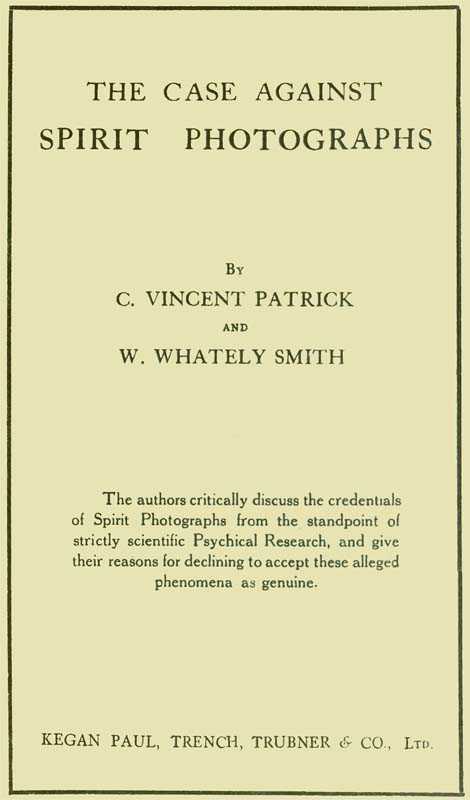 THE CASE AGAINST
SPIRIT PHOTOGRAPHS
By
C. VINCENT PATRICK
AND
W. WHATELY SMITH
The authors critically discuss the credentials
of Spirit Photographs from the standpoint of
strictly scientific Psychical Research, and give
their reasons for declining to accept these alleged
phenomena as genuine.
KEGAN PAUL, TRENCH, TRUBNER & CO., LTD.